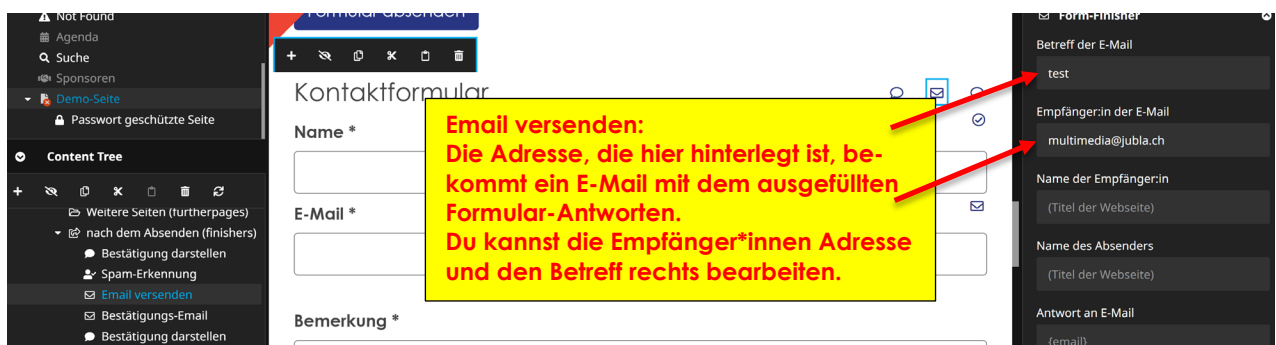 Not Found
Agenda
Suche
Sponsoren
Demo-Seite
Passwort geschützte Seite
Content Tree
Weitere Seiten (furtherpages)
nach dem Absenden (finishers)
Bestätigung darstellen
Spam-Erkennung
Email versenden
Bestätigungs-Email
Bestätigung darstellen
Formular absenden
Kontaktformular
Name *
E-Mail *
Bemerkung *
Email versenden:
Die Adresse, die hier hinterlegt ist, be-
kommt ein E-Mail mit dem ausgefüllten
Formular-Antworten.
Du kannst die Empfänger*innen Adresse
und den Betreff rechts bearbeiten.
Form-Finisher
Betreff der E-Mail
test
Empfänger:in der E-Mail
multimedia@jubla.ch
Name der Empfänger:in
(Titel der Webseite)
Name des Absenders
(Titel der Webseite)
Antwort an E-Mail
{email}